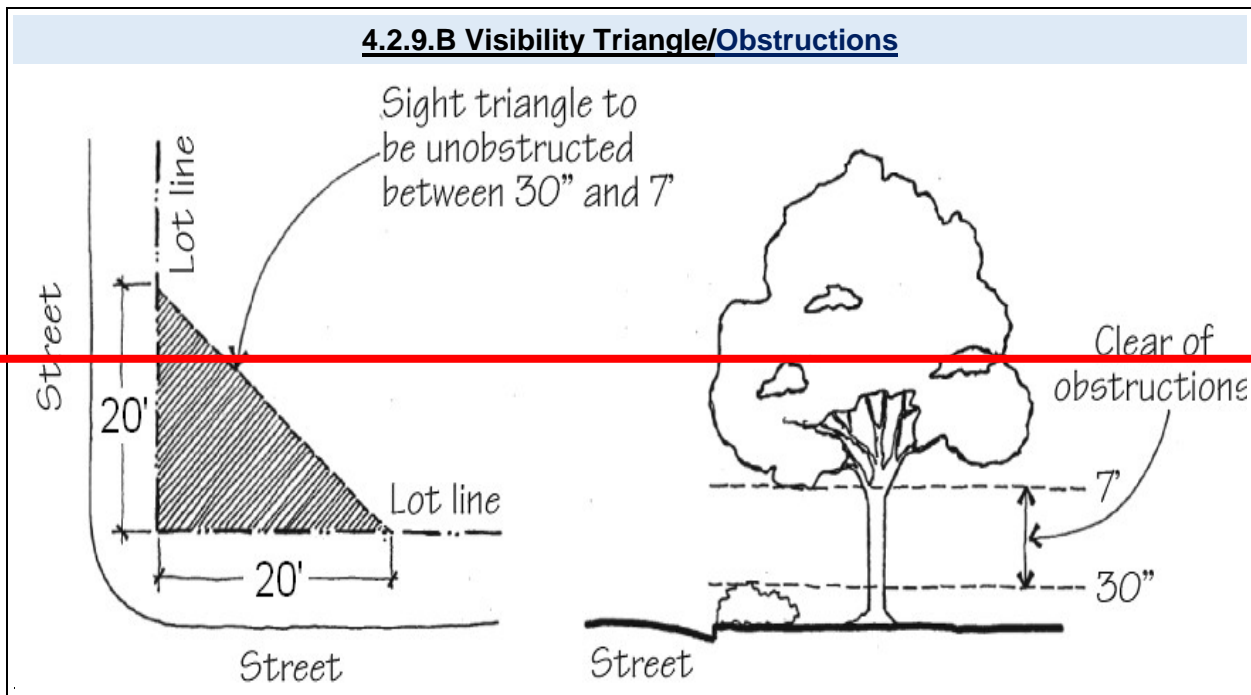 4.2.9.B Visibility Triangle/Obstructions
Sight triangle to
be unobstructed
between 30" and 7'
Lot line
Street
20'
Lot line
20'
Street
Clear of
obstructions
7'
30"
Street